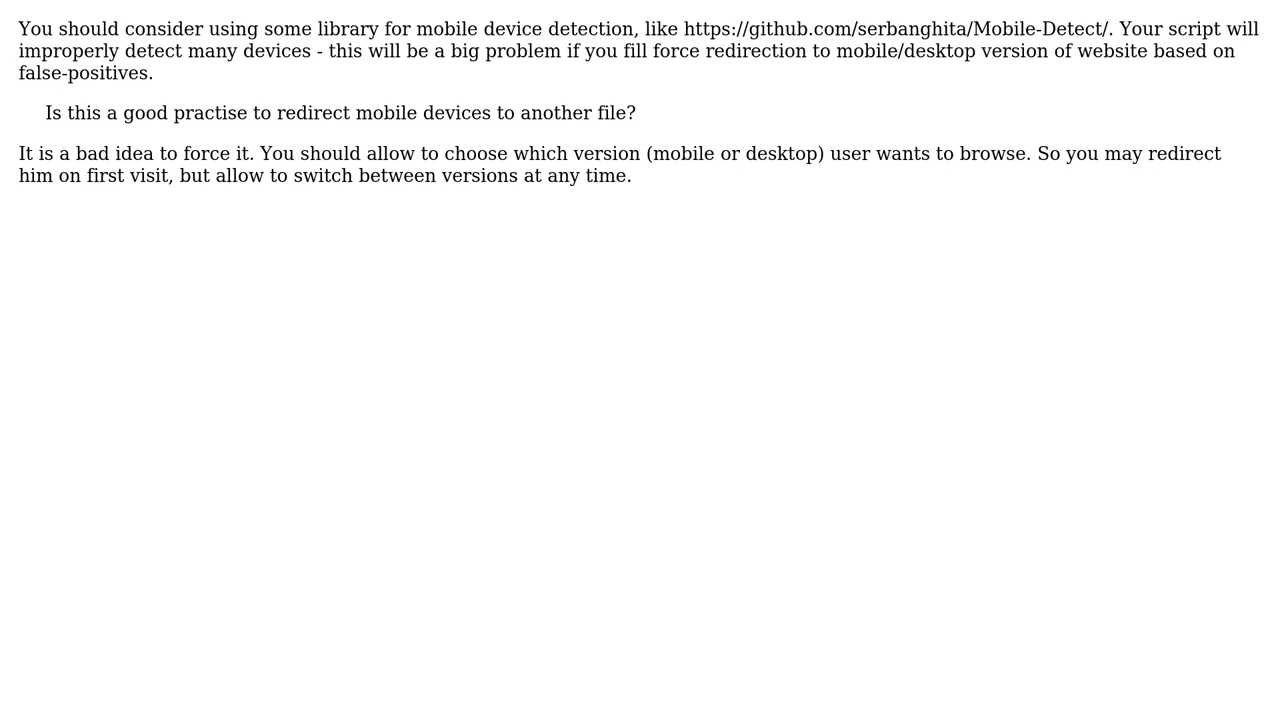 You should consider using some library for mobile device detection, like https://github.com/serbanghita/Mobile-Detect/. Your script will
improperly detect many devices - this will be a big problem if you fill force redirection to mobile/desktop version of website based on
false-positives.
Is this a good practise to redirect mobile devices to another file?
It is a bad idea to force it. You should allow to choose which version (mobile or desktop) user wants to browse. So you may redirect
him on first visit, but allow to switch between versions at any time.